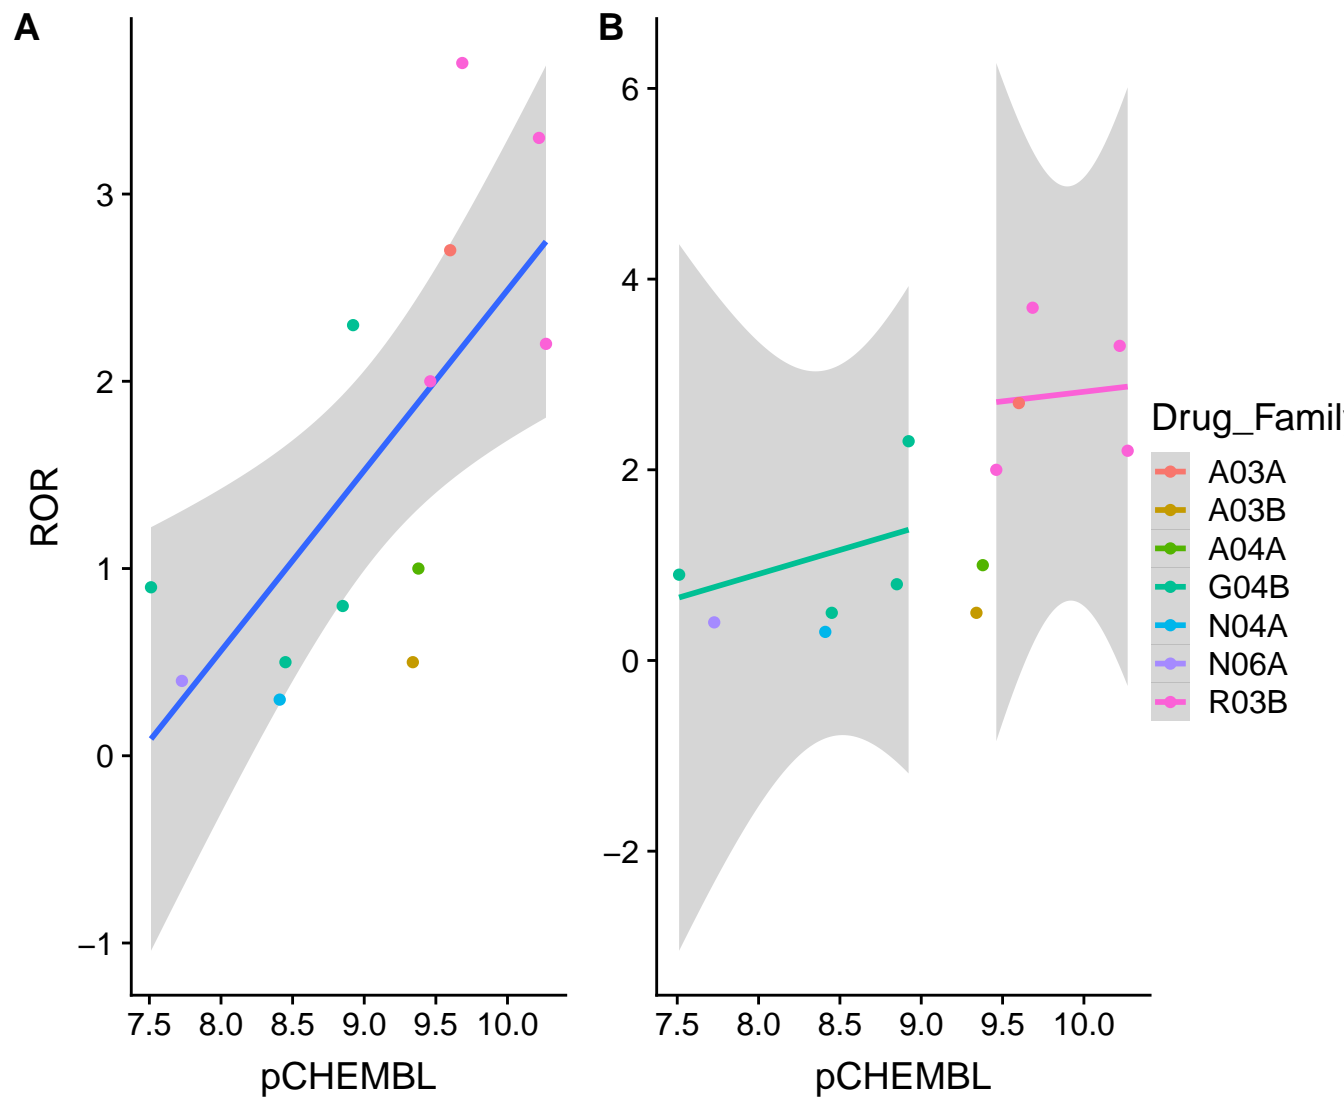 A
B
ROR
3
2
1
0
−1
7.5 8.0 8.5 9.0 9.5 10.0
pCHEMBL
6
4
2
0
−2
7.5 8.0 8.5 9.0 9.5 10.0
pCHEMBL
Drug_Famil
A03A
A03B
A04A
G04B
N04A
N06A
R03B